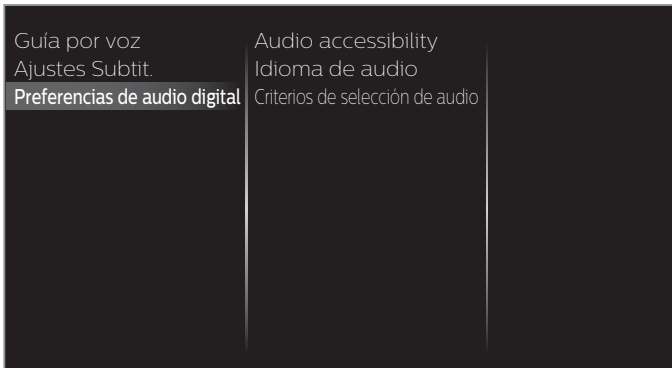 Guía por voz
Ajustes Subtit.
Preferencias de audio digital
Audio accessibility
Idioma de audio
Criterios de selección de audio